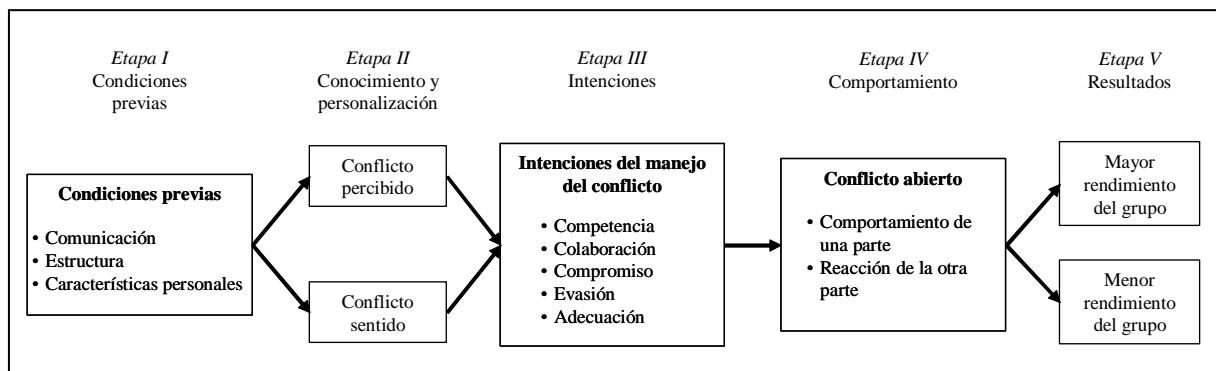 Etapa I
Condiciones
previas
Etapa II
Conocimiento y
personalización
Etapa III
Intenciones
Etapa IV
Comportamiento
Etapa V
Resultados
Condiciones previas
• Comunicación
• Estructura
• Características personales
Conflicto
percibido
Conflicto
sentido
Intenciones del manejo
del conflicto
• Competencia
• Colaboración
• Compromiso
• Evasión
• Adecuación
Conflicto abierto
• Comportamiento de
una parte
• Reacción de la otra
parte
Mayor
rendimiento
del grupo
Menor
rendimiento
del grupo